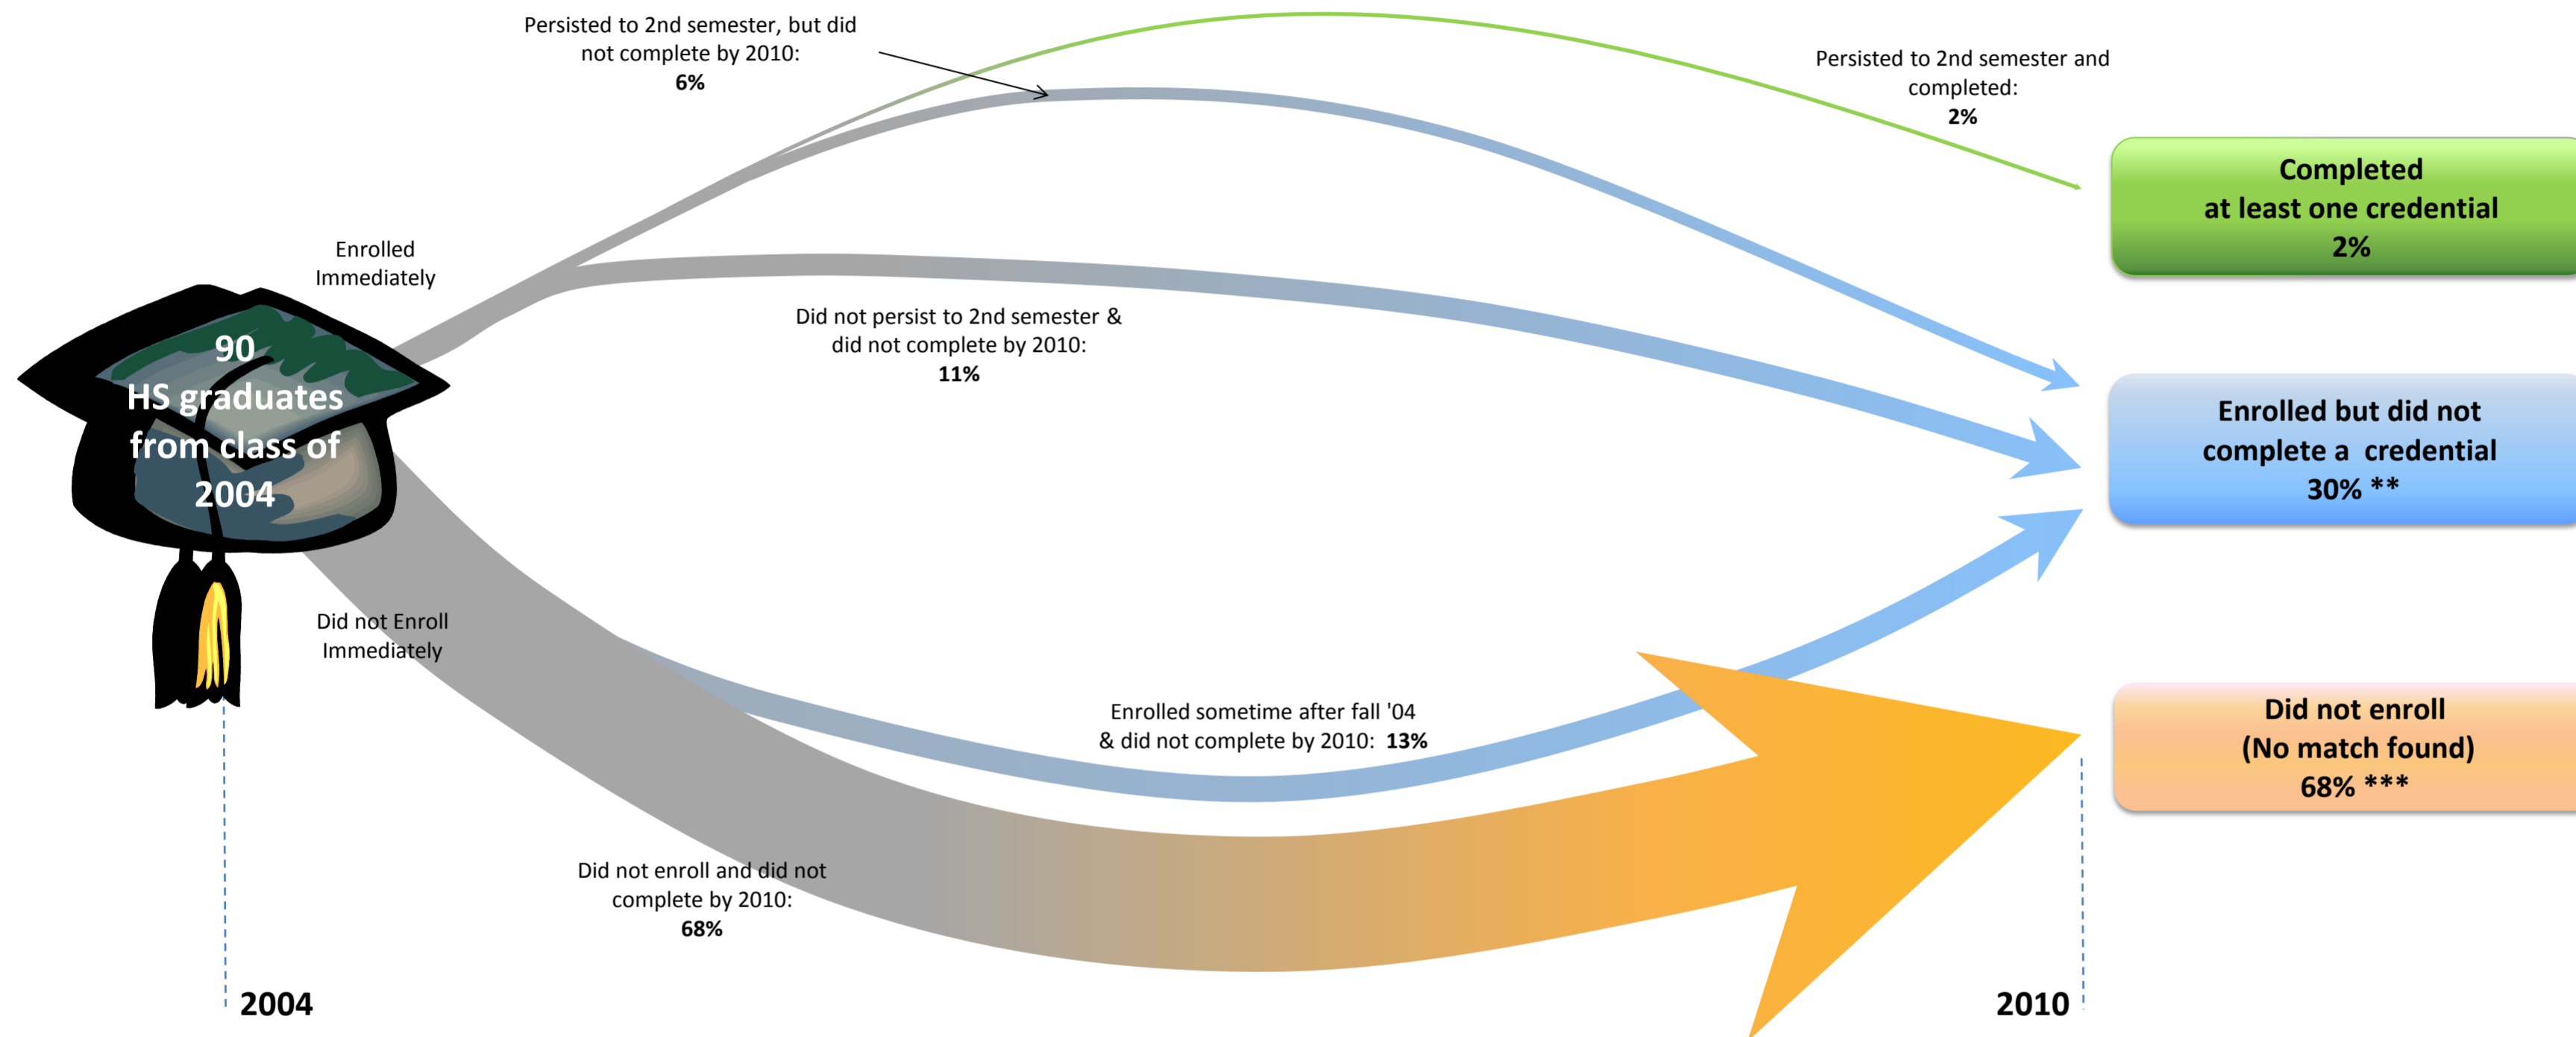 Persisted to 2nd semester, but did
not complete by 2010:
6%
Persisted to 2nd semester and
completed:
2%
Completed
at least one credential
2%
Enrolled
Immediately
90
HS graduates
from class of
2004
Did not persist to 2nd semester &
did not complete by 2010:
11%
Enrolled but did not
complete a  credential
30% **
Did not Enroll
Immediately
Enrolled sometime after fall '04
& did not complete by 2010:  13%
Did not enroll
(No match found)
68% ***
Did not enroll and did not
complete by 2010:
68%
2004
2010